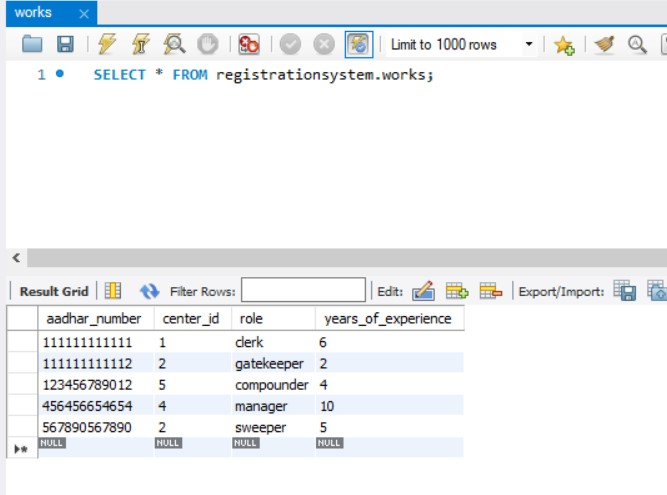 works
Limit to 1000 rows
1 SELECT * FROM registrationsystem.works;
Result Grid Filter Rows: Edit: Export/Import:
aadhar_number center_id role years_of_experience
111111111111 1 clerk 6
111111111112 2 gatekeeper 2
123456789012 5 compounder 4
456456654654 4 manager 10
567890567890 2 sweeper 5
NULL NULL NULL NULL